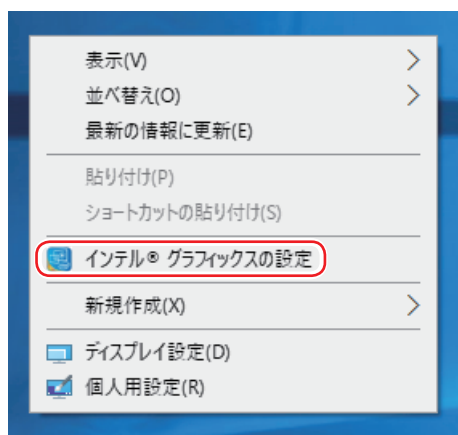 表示(V)
並べ替え(O)
最新の情報に更新(E)
貼り付け(P)
ショートカットの貼り付け(S)
インテル® グラフィックスの設定
新規作成(X)
ディスプレイ設定(D)
個人用設定(R)